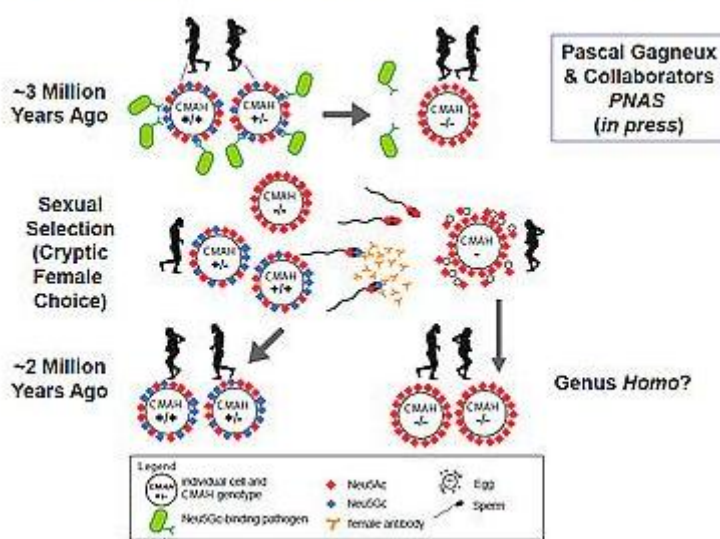 ~3 Million
Years Ago
CMAH
+/+
CMAH
+/-
CMAH
-/-
Pascal Gagneux
& Collaborators
PNAS
(in press)
Sexual
Selection
(Cryptic
Female
Choice)
CMAH
-/-
CMAH
+/-
CMAH
+/+
CMAH
-
~2 Million
Years Ago
CMAH
+/+
CMAH
+/-
CMAH
-/-
CMAH
-/-
Genus Homo?
Legend
CMAH
+/-
individual cell and
CMAH genotype
Neu5Gc-binding pathogen
Neu5Ac
Neu5Gc
female antibody
Egg
Sperm